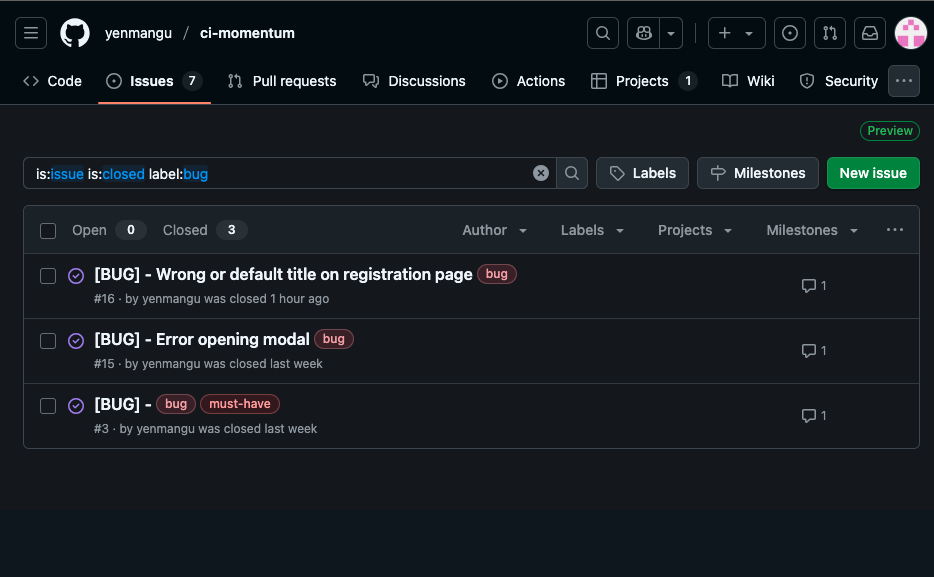 yenmangu / ci-momentum
Code Issues 7 Pull requests Discussions Actions Projects 1 Wiki Security
Preview
is:issue is:closed label:bug Labels Milestones New issue
Open 0 Closed 3 Author Labels Projects Milestones
[BUG] - Wrong or default title on registration page bug
#16 · by yenmangu was closed 1 hour ago 1
[BUG] - Error opening modal bug
#15 · by yenmangu was closed last week 1
[BUG] - bug must-have
#3 · by yenmangu was closed last week 1